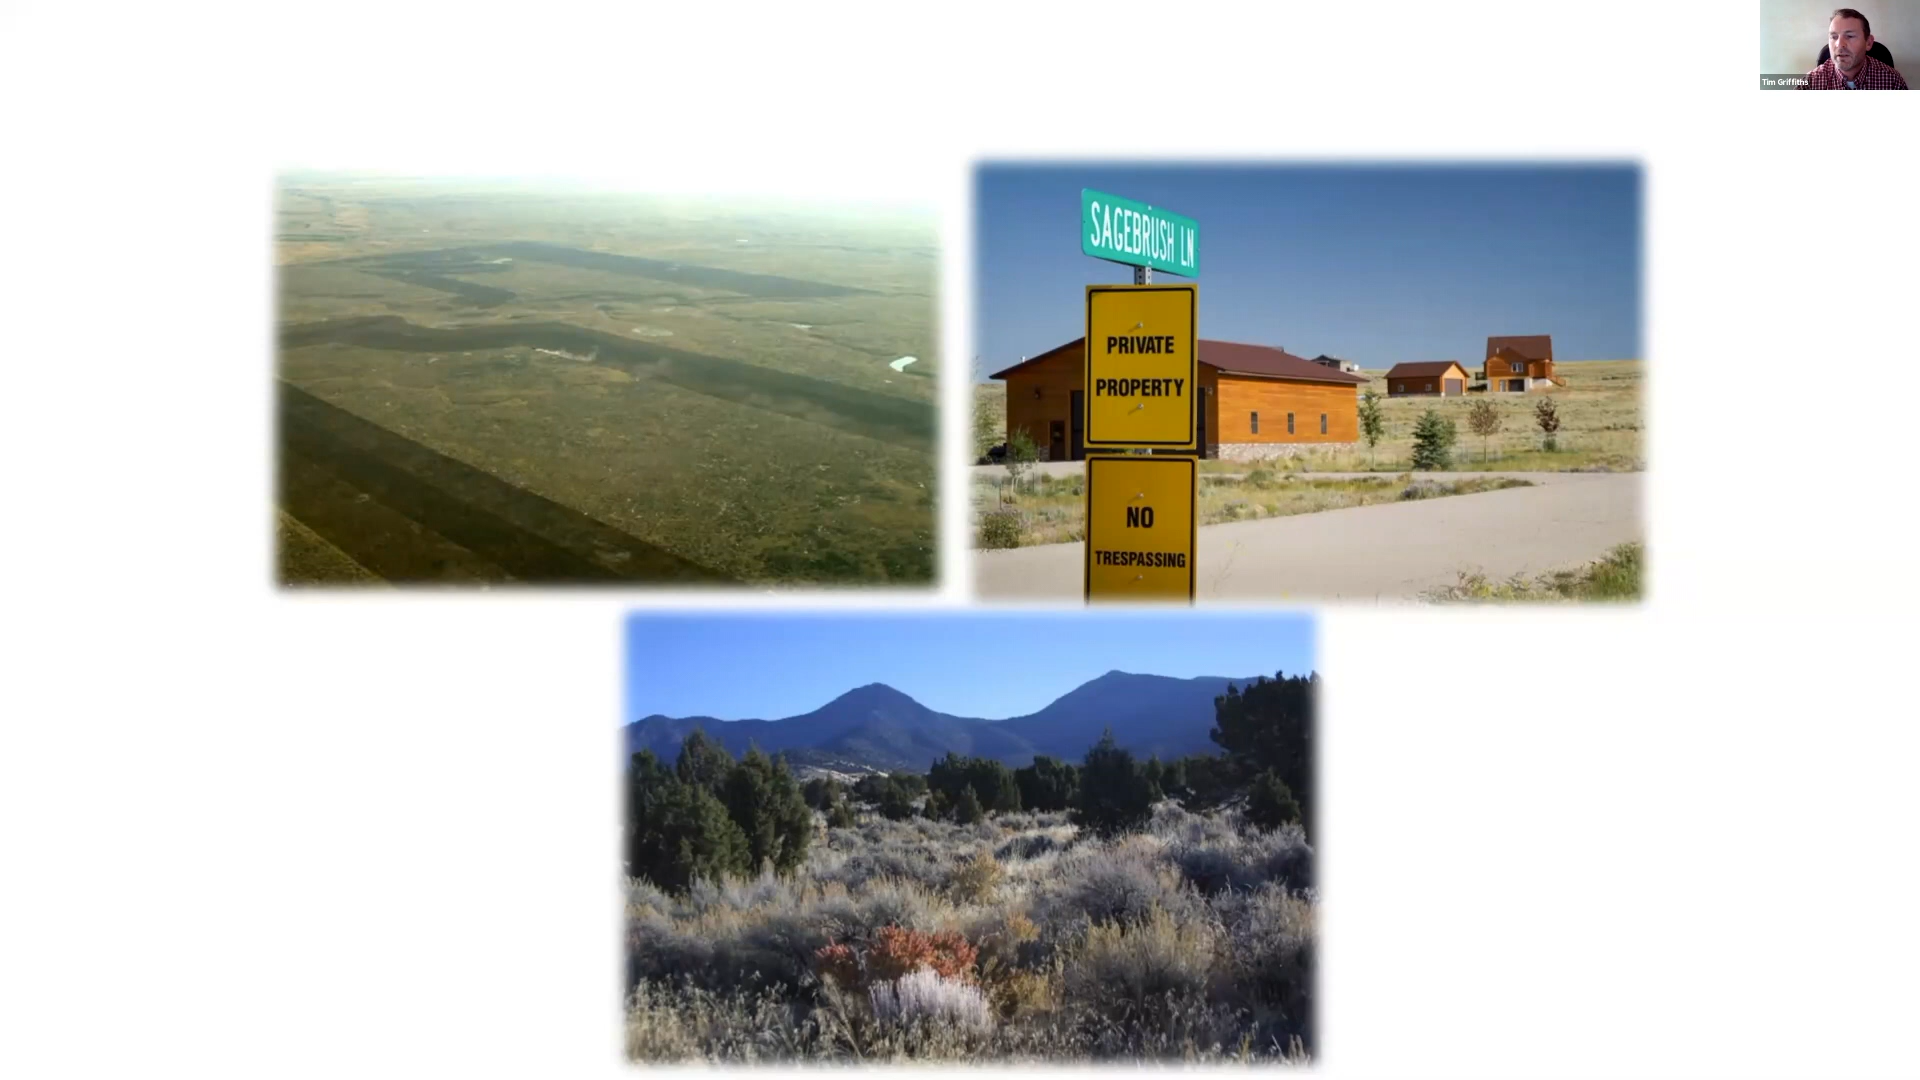 Tim Griffiths
SAGEBRUSH LN
PRIVATE
PROPERTY
NO
TRESPASSING